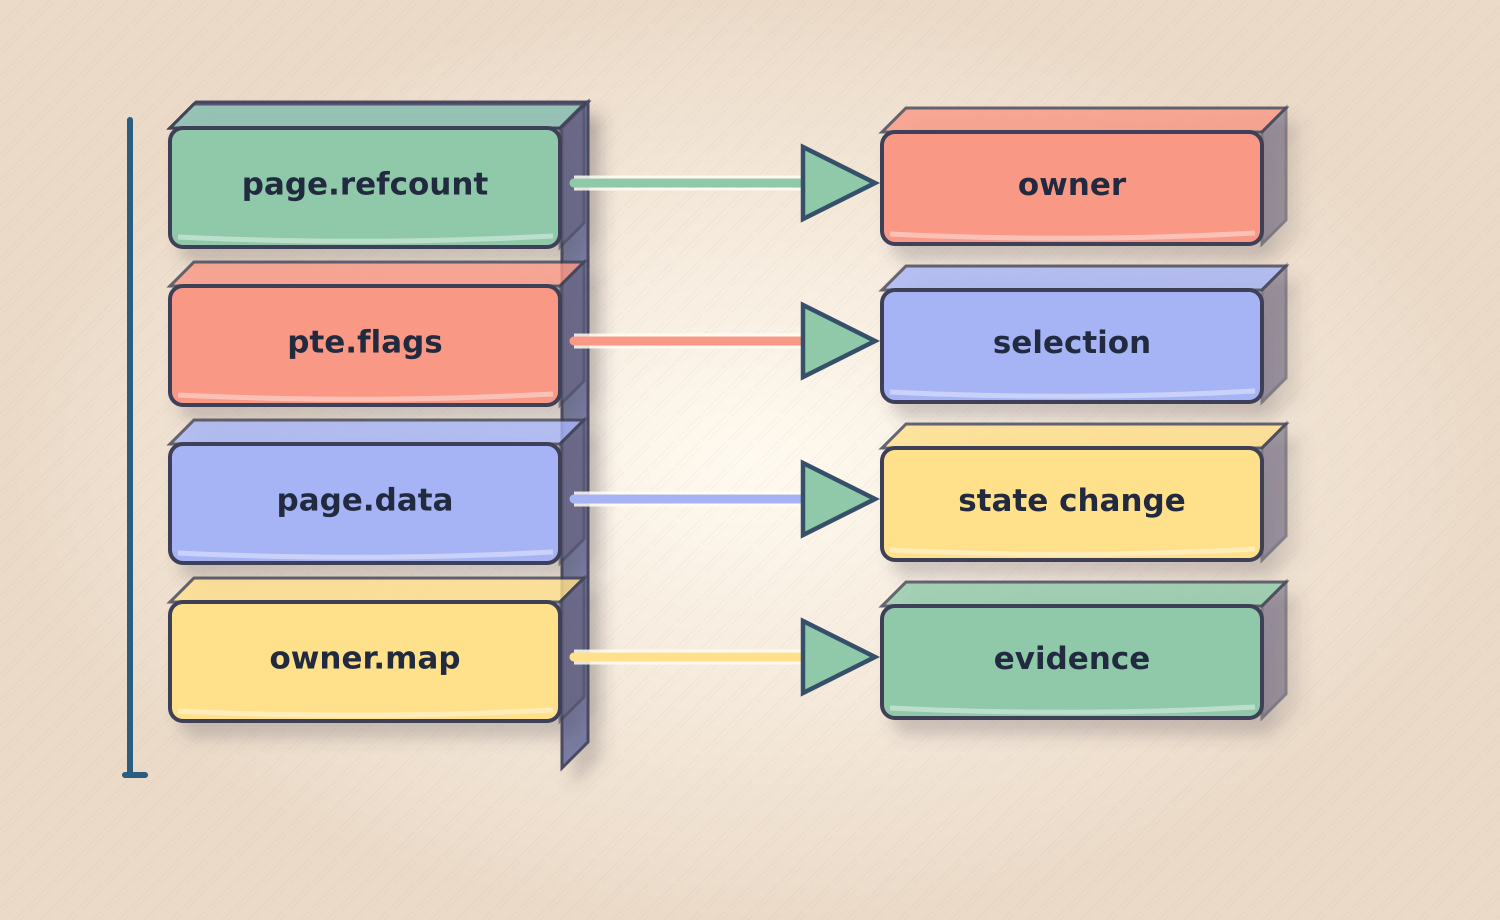 page.refcount
owner
pte.flags
selection
page.data
state change
owner.map
evidence